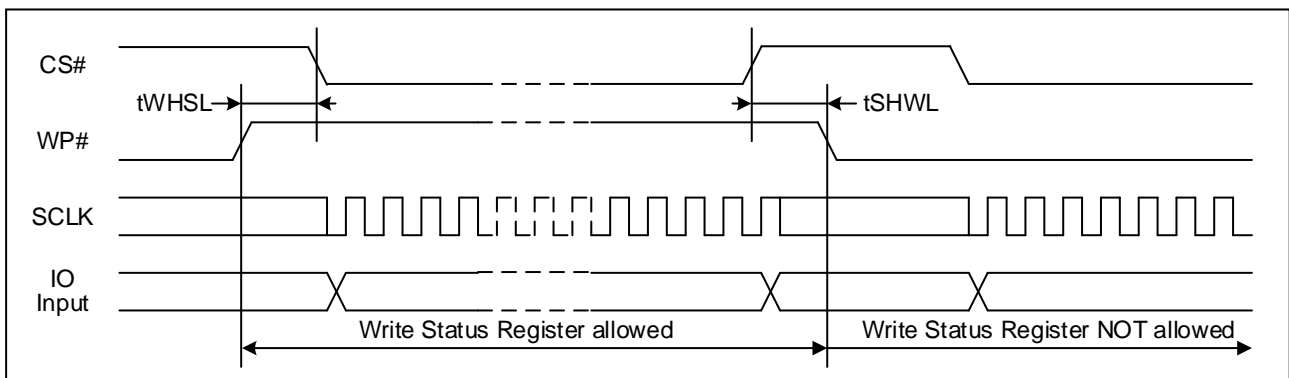 CS#
tWHSL
tSHWL
WP#
SCLK
IO
Input
Write Status Register allowed
Write Status Register NOT allowed